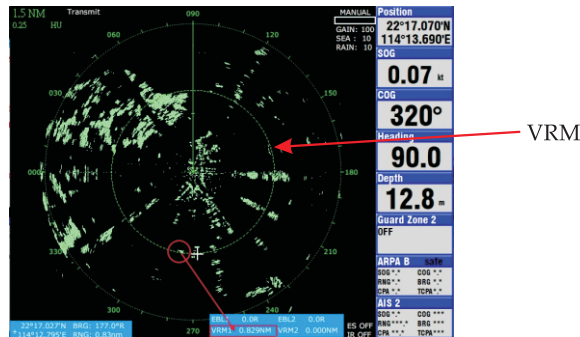 1.5 NM
0.25
HU
Transmit
MANUAL
GAIN: 100
SEA : 10
RAIN: 10
090
060
120
030
150
000
180
330
210
300
240
270
Position
22°17.070'N
114°13.690'E
SOG
0.07 kt
COG
320°
Heading
90.0
Depth
12.8 m
Guard Zone 2
OFF
ARPA B safe
SOG *.* COG *.*
RNG *.* BRG *.*
CPA *.* TCPA*.*
AIS 2
SOG *.* COG ***
RNG***.* BRG ***
CPA **.* TCPA*.*
VRM
22°17.027'N BRG: 177.0°R
114°12.795'E RNG: 0.83nm
EBL1 0.0R EBL2 0.0R
VRM1 0.829NM VRM2 0.000NM
ES OFF
IR OFF